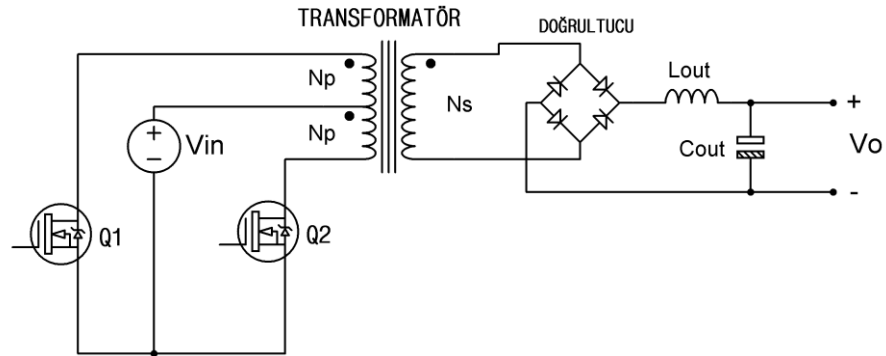 TRANSFORMATÖR
DOĞRULTUCU
Np
Np
Ns
Lout
+
Vin
Cout
Vo
-
Q1
Q2